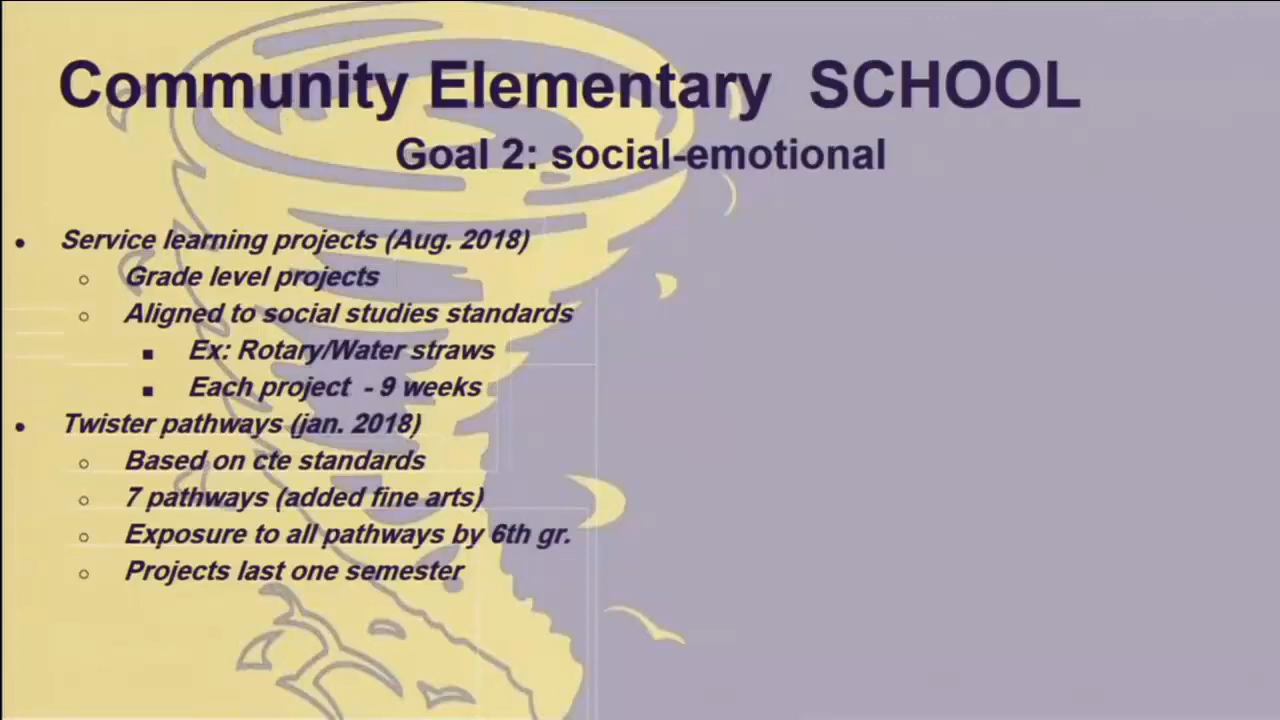 Community Elementary SCHOOL
Goal 2: social-emotional
● Service learning projects (Aug. 2018)
○ Grade level projects
○ Aligned to social studies standards
■ Ex: Rotary/Water straws
■ Each project - 9 weeks
● Twister pathways (jan. 2018)
○ Based on cte standards
○ 7 pathways (added fine arts)
○ Exposure to all pathways by 6th gr.
○ Projects last one semester